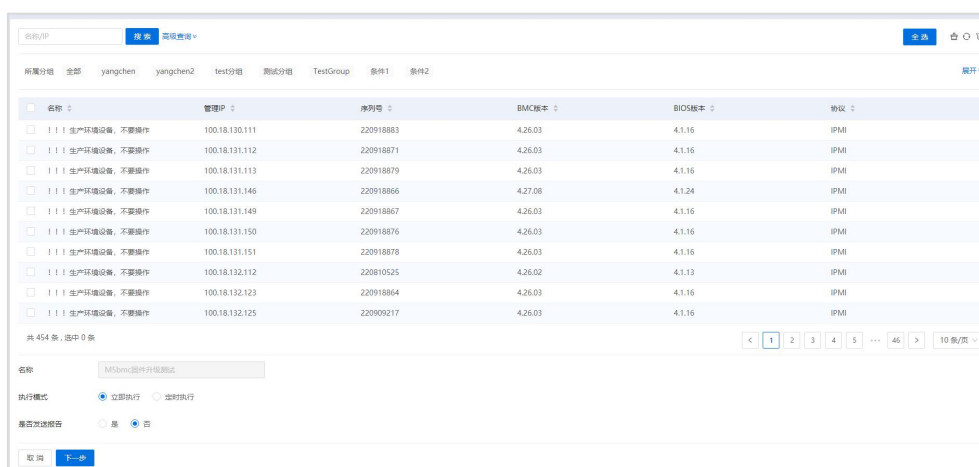 名称/IP 搜 索 高级查询 全选
所属分组 全部 yangchen yangchen2 test分组 测试分组 TestGroup 条件1 条件2 展开
名称 管理IP 序列号 BMC版本 BIOS版本 协议
！！！生产环境设备，不要操作 100.18.130.111 220918883 4.26.03 4.1.16 IPMI
！！！生产环境设备，不要操作 100.18.131.112 220918871 4.26.03 4.1.16 IPMI
！！！生产环境设备，不要操作 100.18.131.113 220918879 4.26.03 4.1.16 IPMI
！！！生产环境设备，不要操作 100.18.131.146 220918866 4.27.08 4.1.24 IPMI
！！！生产环境设备，不要操作 100.18.131.149 220918867 4.26.03 4.1.16 IPMI
！！！生产环境设备，不要操作 100.18.131.150 220918876 4.26.03 4.1.16 IPMI
！！！生产环境设备，不要操作 100.18.131.151 220918878 4.26.03 4.1.16 IPMI
！！！生产环境设备，不要操作 100.18.132.112 220810525 4.26.02 4.1.13 IPMI
！！！生产环境设备，不要操作 100.18.132.123 220918864 4.26.03 4.1.16 IPMI
！！！生产环境设备，不要操作 100.18.132.125 220909217 4.26.03 4.1.16 IPMI
共 454 条 , 选中 0 条 < 1 2 3 4 5 ··· 46 > 10 条/页
名称 M5bmc固件升级测试
执行模式 立即执行 定时执行
是否发送报告 是 否
取 消 下一步